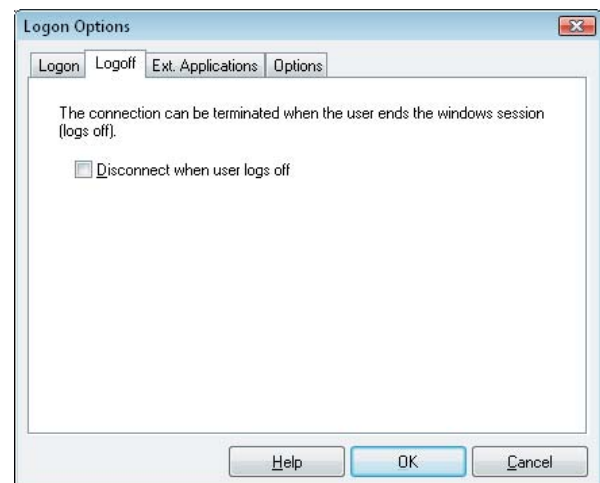 Logon Options
Logon Logoff Ext. Applications Options
The connection can be terminated when the user ends the windows session
(logs off).
Disconnect when user logs off
Help OK Cancel